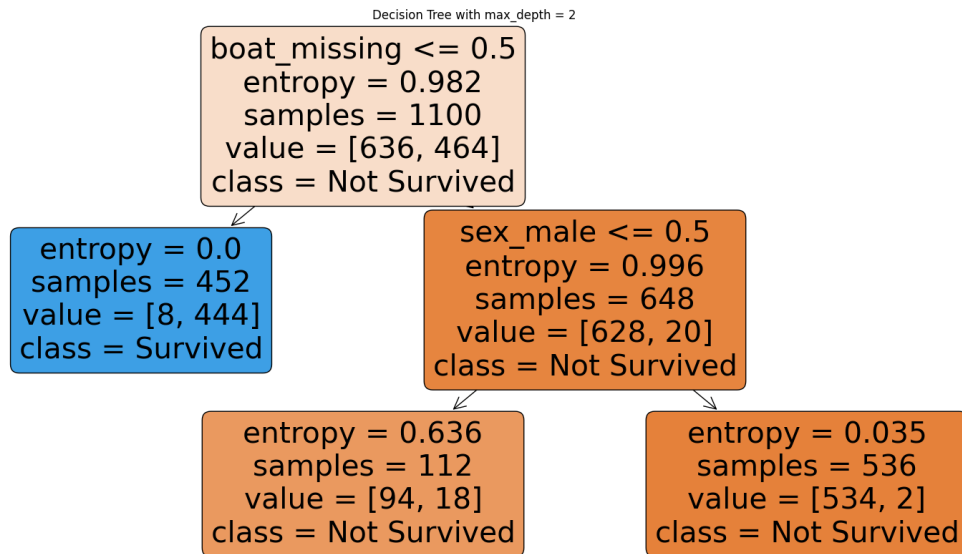 Decision Tree with max_depth = 2
boat_missing <= 0.5
entropy = 0.982
samples = 1100
value = [636, 464]
class = Not Survived
entropy = 0.0
samples = 452
value = [8, 444]
class = Survived
sex_male <= 0.5
entropy = 0.996
samples = 648
value = [628, 20]
class = Not Survived
entropy = 0.636
samples = 112
value = [94, 18]
class = Not Survived
entropy = 0.035
samples = 536
value = [534, 2]
class = Not Survived